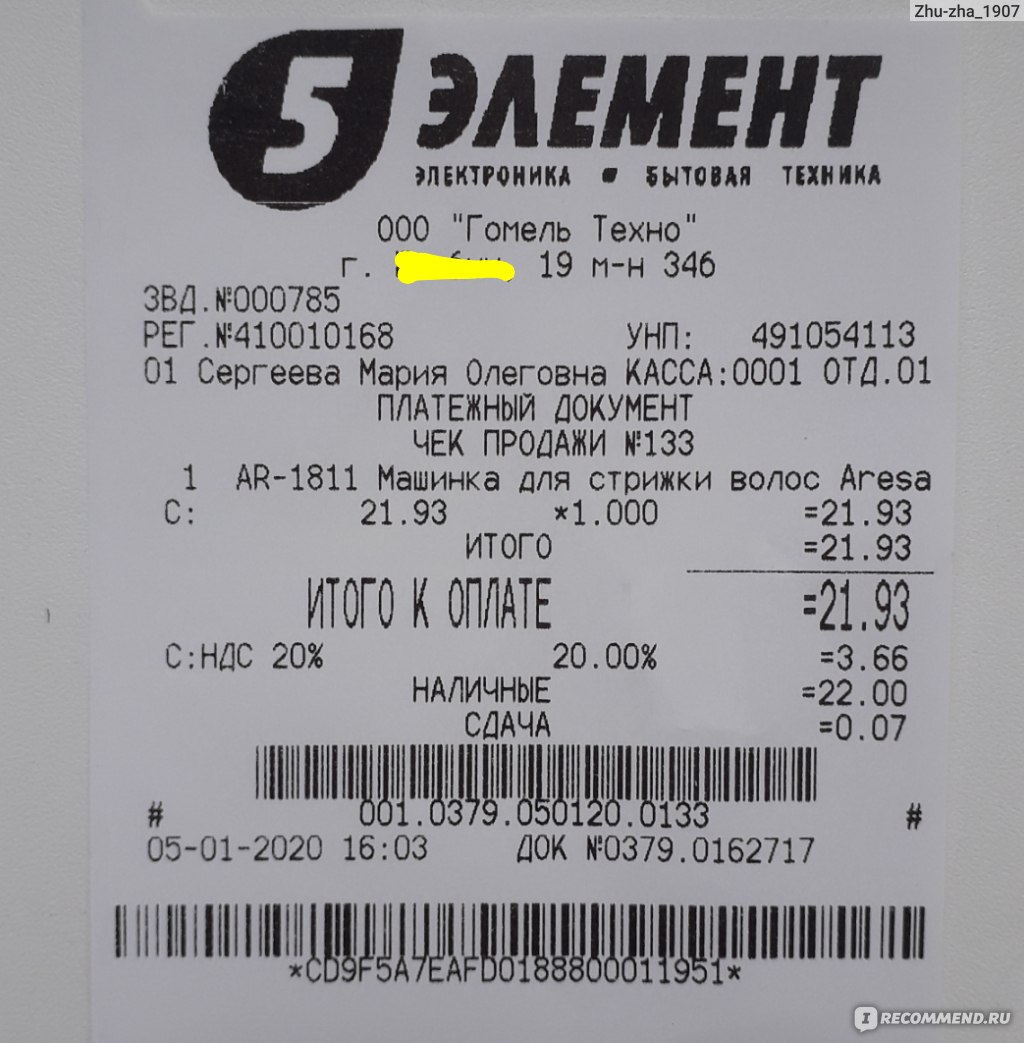 Zhu-zha_1907
5 ЭЛЕМЕНТ
ЭЛЕКТРОНИКА • БЫТОВАЯ ТЕХНИКА
ООО "Гомель Техно"
г. 19 м-н 34б
ЗВД.№000785
РЕГ.№410010168 УНП: 491054113
01 Сергеева Мария Олеговна КАССА:0001 ОТД.01
ПЛАТЕЖНЫЙ ДОКУМЕНТ
ЧЕК ПРОДАЖИ №133
1 AR-1811 Машинка для стрижки волос Aresa
С: 21.93 *1.000 =21.93
ИТОГО =21.93
ИТОГО К ОПЛАТЕ =21.93
С:НДС 20% 20.00% =3.66
НАЛИЧНЫЕ =22.00
СДАЧА =0.07
# 001.0379.050120.0133 #
05-01-2020 16:03 ДОК №0379.0162717
*CD9F5A7EAFD0188800011951*
IRECOMMEND.RU